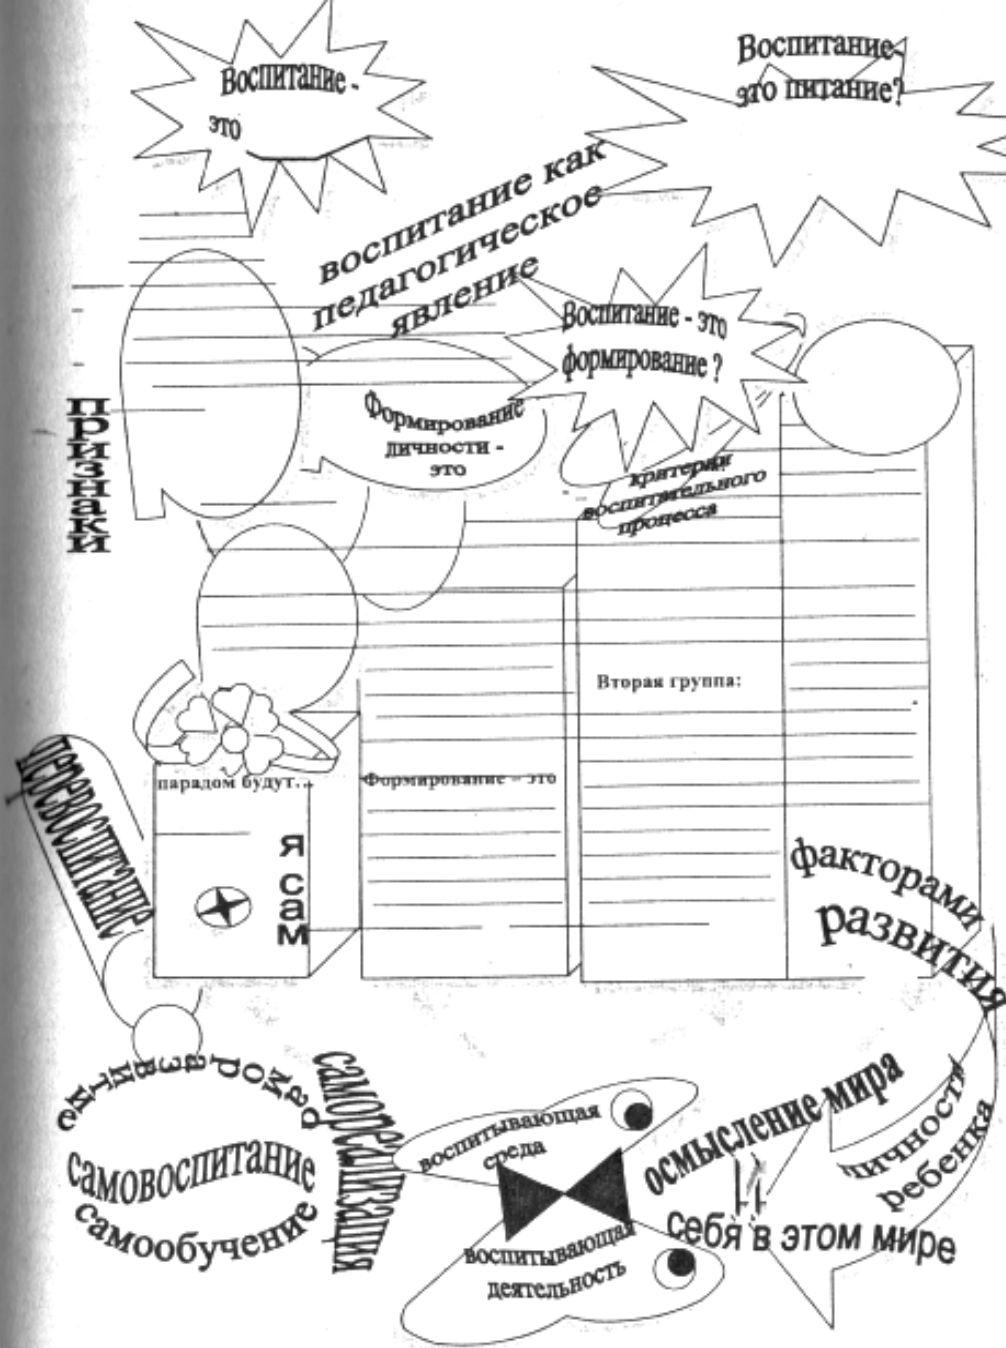 Воспитание -
это
Воспитание-
это питание?
воспитание как
педагогическое
явление
Воспитание - это
формирование ?
Формирование
личности -
это
критерии
воспитательного
процесса
признаки
Вторая группа:
парадом будут...
Формирование – это
я сам
перевоспитание
факторами
развития
личности
ребенка
саморазвитие
самореализация
самовоспитание
самообучение
воспитывающая
среда
осмысление мира
и
себя в этом мире
воспитывающая
деятельность